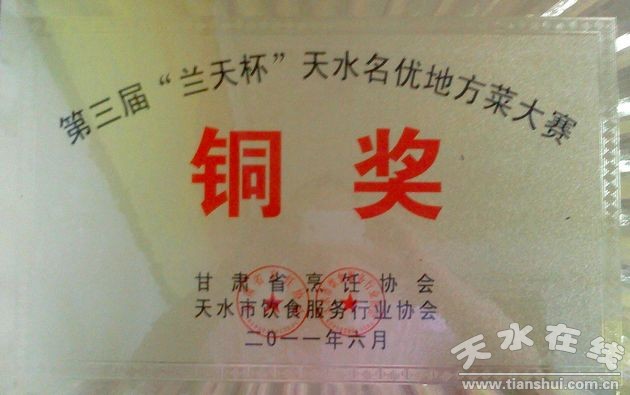 第三届“兰天杯”天水名优地方菜大赛
铜奖
甘肃省烹饪协会
天水市饮食服务行业协会
二〇一一年六月
天水在线
www.tianshui.com.cn